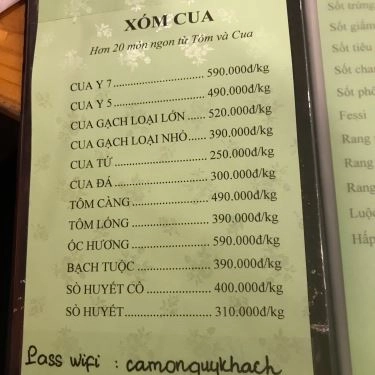 XÓM CUA
Hơn 20 món ngon từ Tôm và Cua
CUA Y 7 590.000đ/kg
CUA Y 5 490.000đ/kg
CUA GẠCH LOẠI LỚN 520.000đ/kg
CUA GẠCH LOẠI NHỎ 390.000đ/kg
CUA TỨ 250.000đ/kg
CUA ĐÁ 300.000đ/kg
TÔM CÀNG 490.000đ/kg
TÔM LÓNG 390.000đ/kg
ỐC HƯƠNG 590.000đ/kg
BẠCH TUỘC 390.000đ/kg
SÒ HUYẾT CỒ 400.000đ/kg
SÒ HUYẾT 310.000đ/kg
Pass wifi : camonquykhach
Sốt trứng
Sốt
Sốt tiêu
Sốt
Sốt
Fessi
Rang
Rang
Rang
Luộc
Hấp